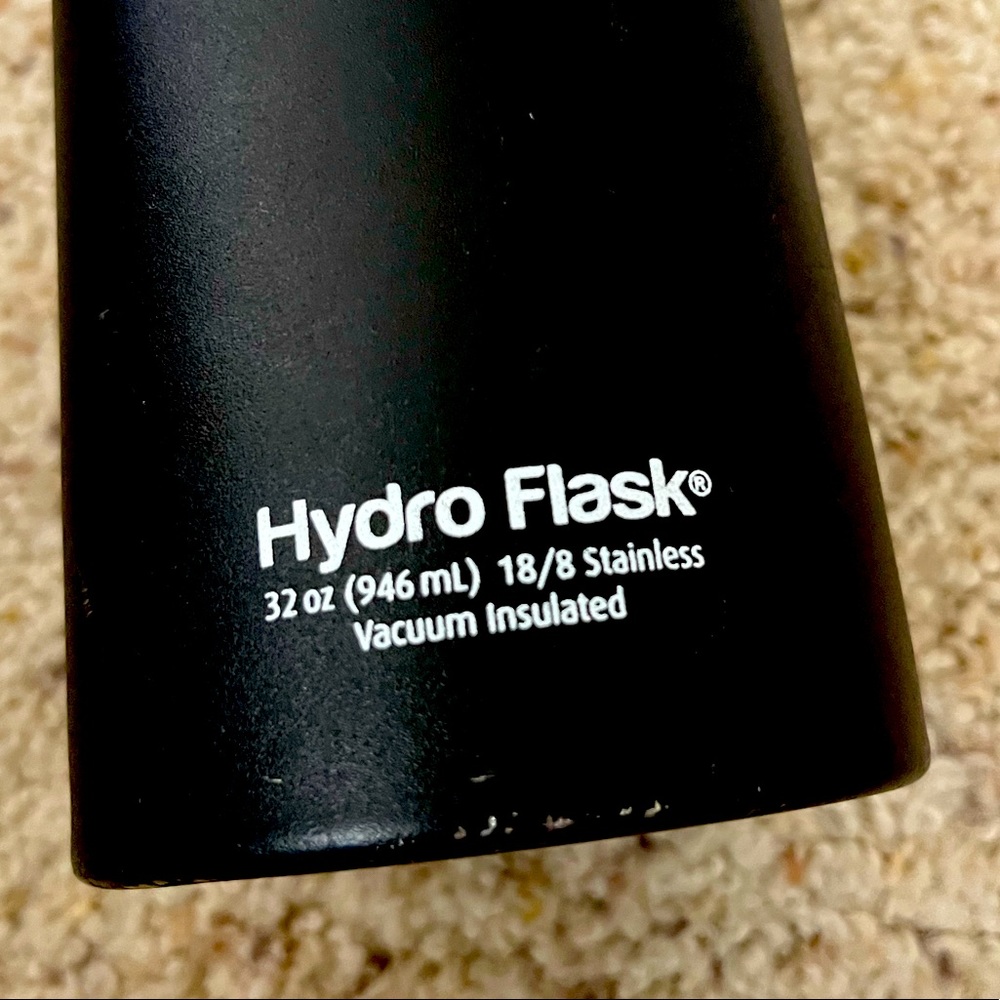 Hydro Flask®
32 oz (946 mL) 18/8 Stainless
Vacuum Insulated